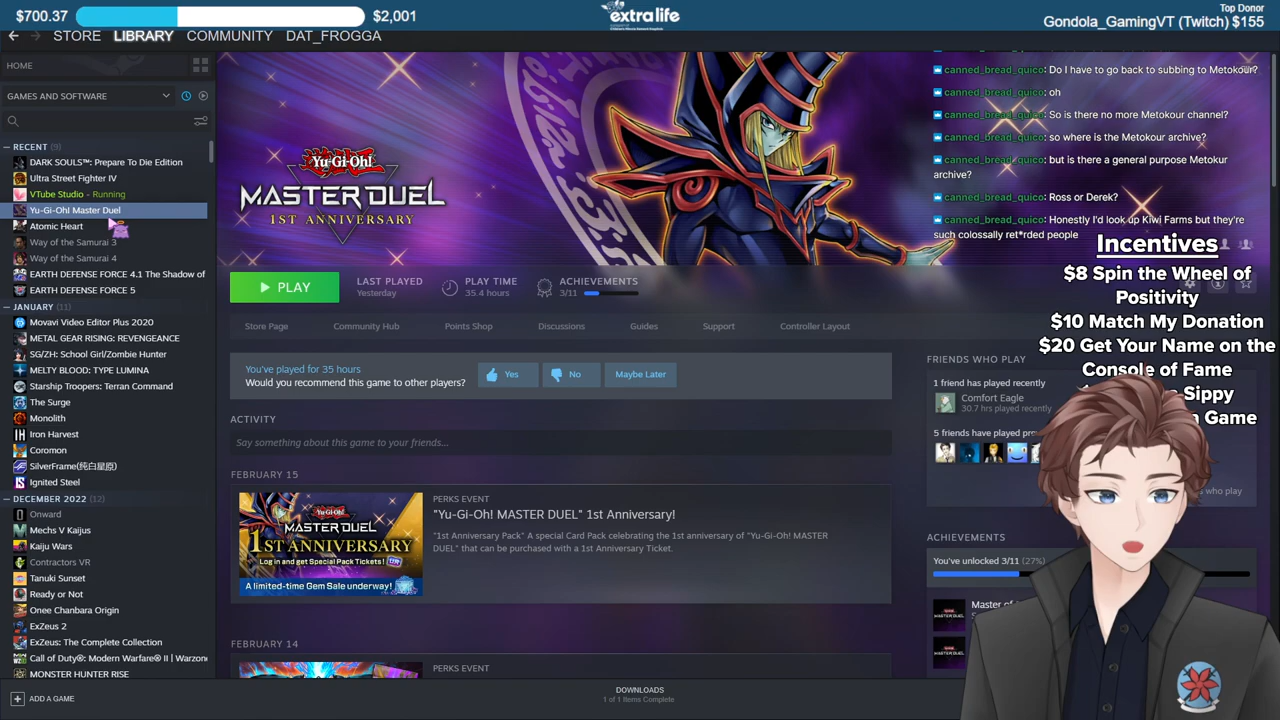 $700.37
$2,001
extralife
Top Donor
Gondola_GamingVT (Twitch) $155
STORE LIBRARY COMMUNITY DAT_FROGGA
HOME
GAMES AND SOFTWARE
RECENT (9)
DARK SOULS™: Prepare To Die Edition
Ultra Street Fighter IV
VTube Studio - Running
Yu-Gi-Oh! Master Duel
Atomic Heart
Way of the Samurai 3
Way of the Samurai 4
EARTH DEFENSE FORCE 4.1 The Shadow of
EARTH DEFENSE FORCE 5
JANUARY (11)
Movavi Video Editor Plus 2020
METAL GEAR RISING: REVENGEANCE
SG/ZH: School Girl/Zombie Hunter
MELTY BLOOD: TYPE LUMINA
Starship Troopers: Terran Command
The Surge
Monolith
Iron Harvest
Coromon
SilverFrame(纯白星原)
Ignited Steel
DECEMBER 2022 (12)
Onward
Mechs V Kaijus
Kaiju Wars
Contractors VR
Tanuki Sunset
Ready or Not
Onee Chanbara Origin
ExZeus 2
ExZeus: The Complete Collection
Call of Duty®: Modern Warfare® II | Warzone
MONSTER HUNTER RISE
ADD A GAME
Yu-Gi-Oh!
MASTER DUEL
1ST ANNIVERSARY
PLAY
LAST PLAYED
Yesterday
PLAY TIME
35.4 hours
ACHIEVEMENTS
3/11
Store Page Community Hub Points Shop Discussions Guides Support Controller Layout
You've played for 35 hours
Would you recommend this game to other players?
Yes No Maybe Later
ACTIVITY
Say something about this game to your friends...
FEBRUARY 15
Yu-Gi-Oh!
MASTER DUEL
1ST ANNIVERSARY
Log in and get Special Pack Tickets!
A limited-time Gem Sale underway!
PERKS EVENT
"Yu-Gi-Oh! MASTER DUEL" 1st Anniversary!
"1st Anniversary Pack" A special Card Pack celebrating the 1st anniversary of "Yu-Gi-Oh! MASTER
DUEL" that can be purchased with a 1st Anniversary Ticket.
FEBRUARY 14
PERKS EVENT
DOWNLOADS
1 of 1 Items Complete
canned_bread_quico: Do I have to go back to subbing to Metokour?
canned_bread_quico: oh
canned_bread_quico: So is there no more Metokour channel?
canned_bread_quico: so where is the Metokour archive?
canned_bread_quico: but is there a general purpose Metokur
archive?
canned_bread_quico: Ross or Derek?
canned_bread_quico: Honestly I'd look up Kiwi Farms but they're
such colossally ret*rded people
Incentives
$8 Spin the Wheel of
Positivity
$10 Match My Donation
$20 Get Your Name on the
Console of Fame
Sippy
Game
FRIENDS WHO PLAY
1 friend has played recently
Comfort Eagle
30.7 hrs played recently
5 friends have played
who play
ACHIEVEMENTS
You've unlocked 3/11 (27%)
Master of